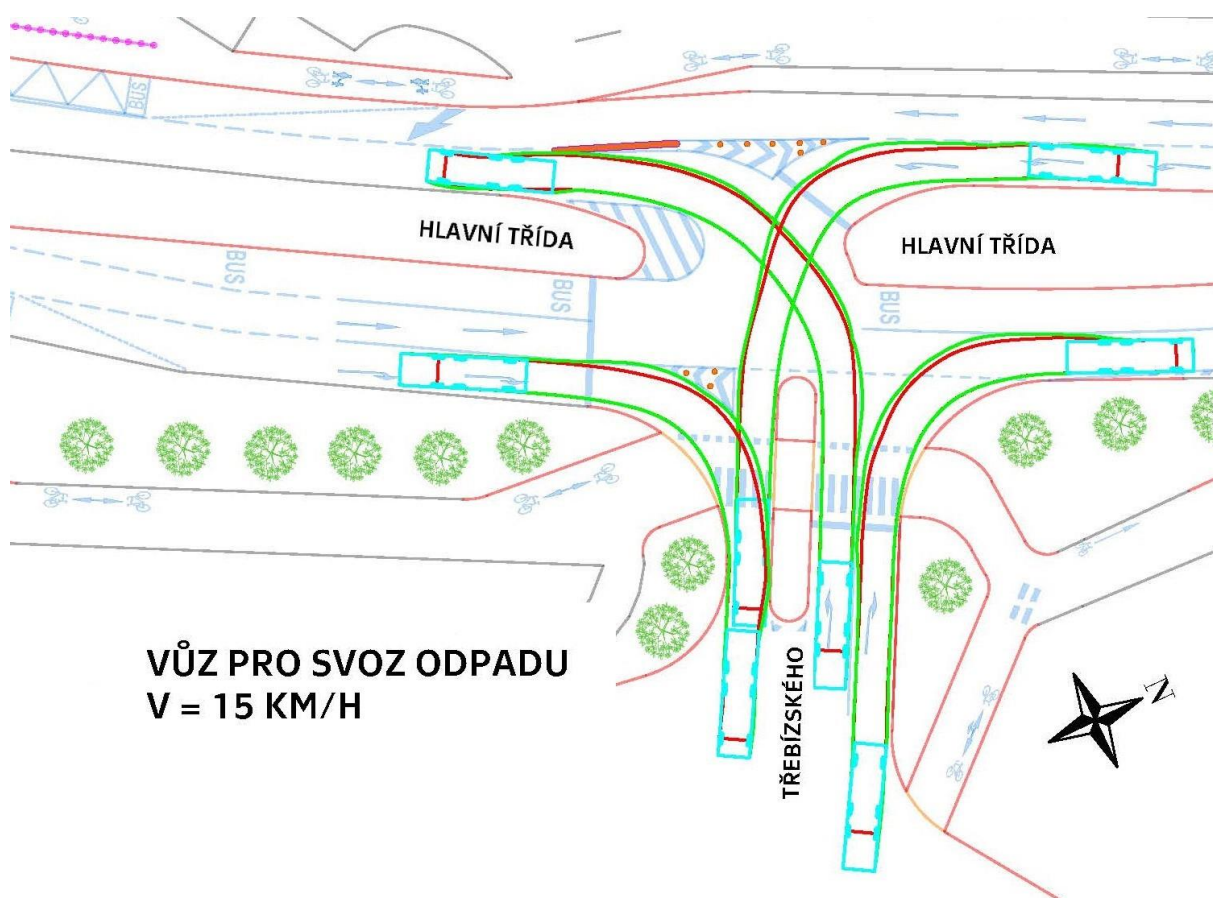 BUS
HLAVNÍ TŘÍDA
HLAVNÍ TŘÍDA
BUS
BUS
BUS
VŮZ PRO SVOZ ODPADU
V = 15 KM/H
TŘEBÍZSKÉHO
N